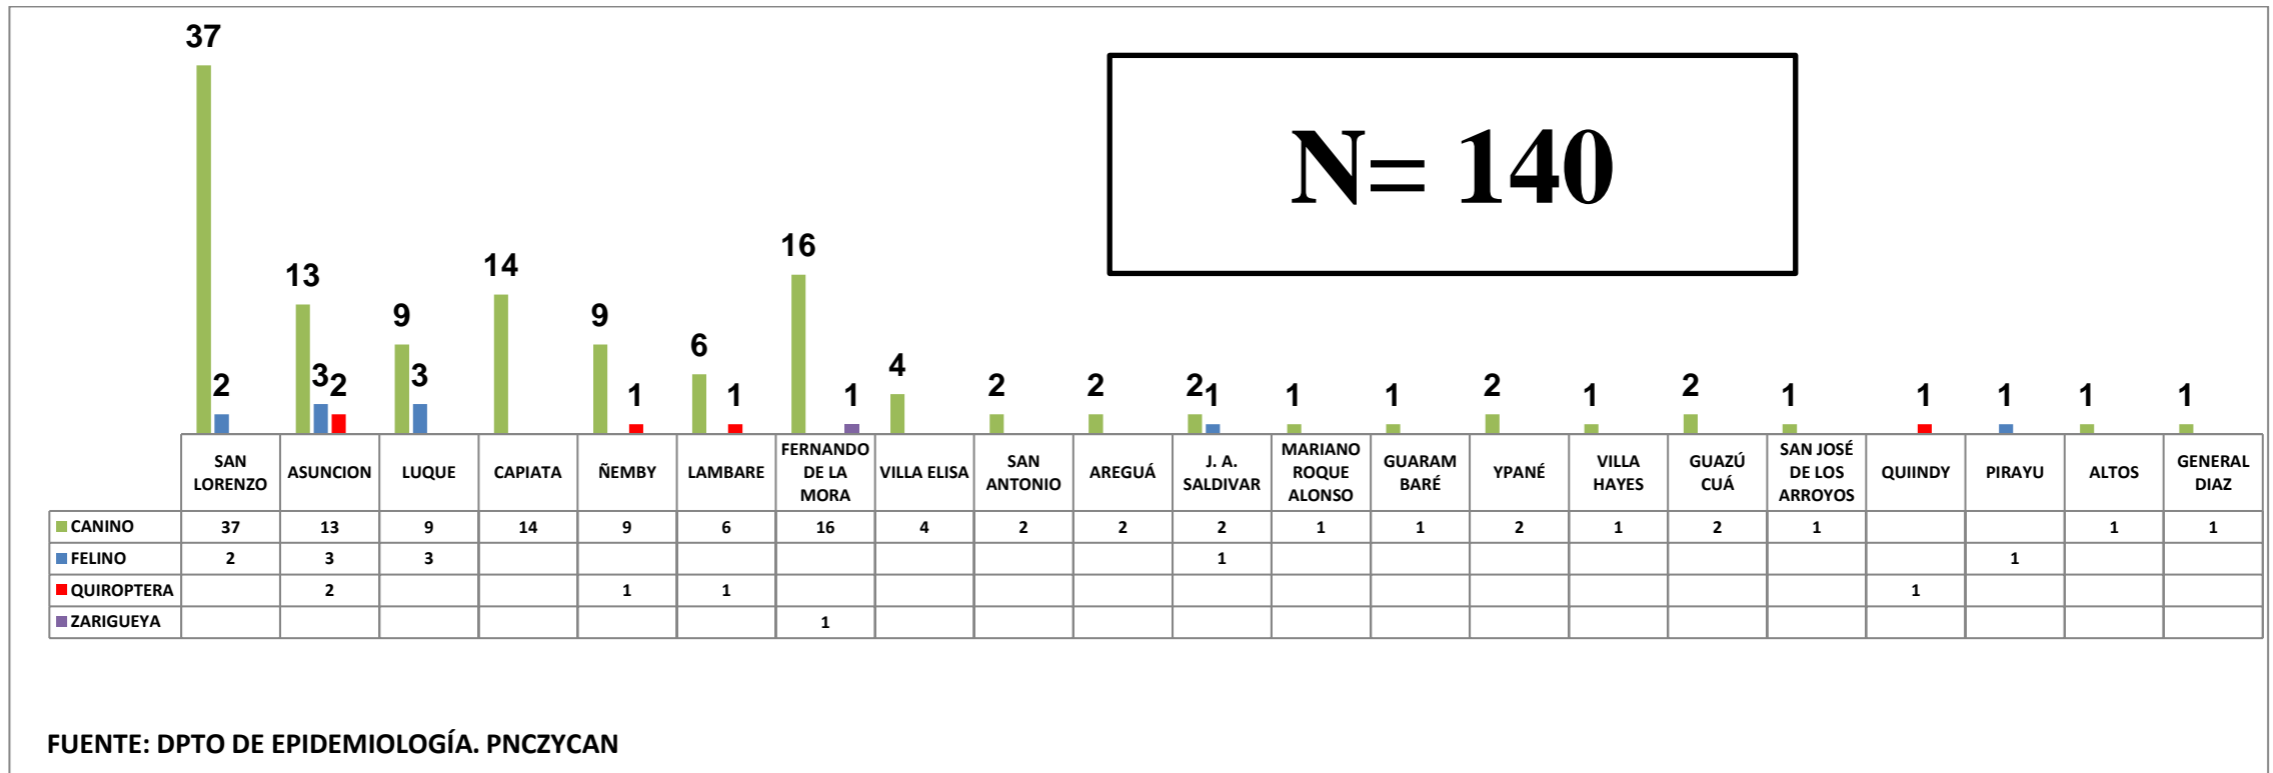 37
2
13
3
2
9
3
14
9
1
6
1
16
1
4
2
2
2
1
1
1
2
1
2
1
1
1
1
1
N= 140
SAN LORENZO
ASUNCION
LUQUE
CAPIATA
ÑEMBY
LAMBARE
FERNANDO DE LA MORA
VILLA ELISA
SAN ANTONIO
AREGUÁ
J. A. SALDIVAR
MARIANO ROQUE ALONSO
GUARAM BARÉ
YPANÉ
VILLA HAYES
GUAZÚ CUÁ
SAN JOSÉ DE LOS ARROYOS
QUIINDY
PIRAYU
ALTOS
GENERAL DIAZ
CANINO 37 13 9 14 9 6 16 4 2 2 2 1 1 2 1 2 1 1 1
FELINO 2 3 3 1 1
QUIROPTERA 2 1 1 1
ZARIGUEYA 1
FUENTE: DPTO DE EPIDEMIOLOGÍA. PNCZYCAN